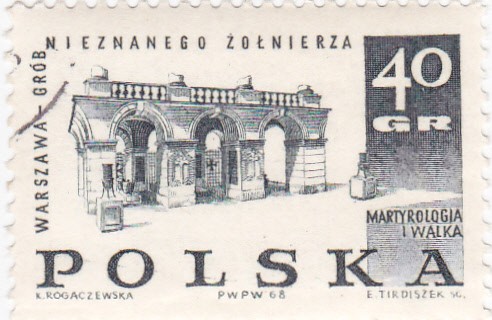 WARSZAWA - GRÓB
NIEZNANEGO ŻOŁNIERZA
40
GR
MARTYROLOGIA
I WALKA
POLSKA
K. ROGACZEWSKA PWPW 68 E. TIRDISZEK SC.